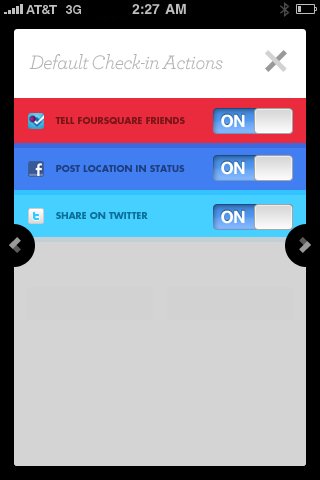 AT&T 3G 2:27 AM
Default Check-in Actions
TELL FOURSQUARE FRIENDS ON
POST LOCATION IN STATUS ON
SHARE ON TWITTER ON